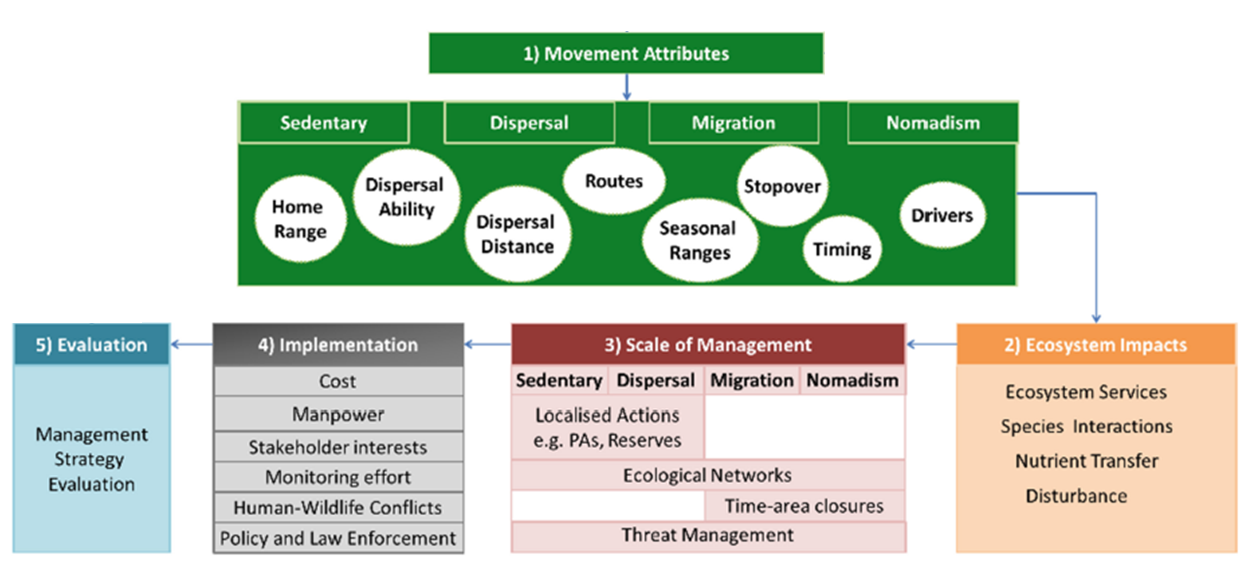 1) Movement Attributes
Sedentary
Dispersal
Migration
Nomadism
Home
Range
Dispersal
Ability
Dispersal
Distance
Routes
Seasonal
Ranges
Stopover
Timing
Drivers
2) Ecosystem Impacts
Ecosystem Services
Species Interactions
Nutrient Transfer
Disturbance
3) Scale of Management
Sedentary
Dispersal
Migration
Nomadism
Localised Actions
e.g. PAs, Reserves
Ecological Networks
Time-area closures
Threat Management
4) Implementation
Cost
Manpower
Stakeholder interests
Monitoring effort
Human-Wildlife Conflicts
Policy and Law Enforcement
5) Evaluation
Management
Strategy
Evaluation